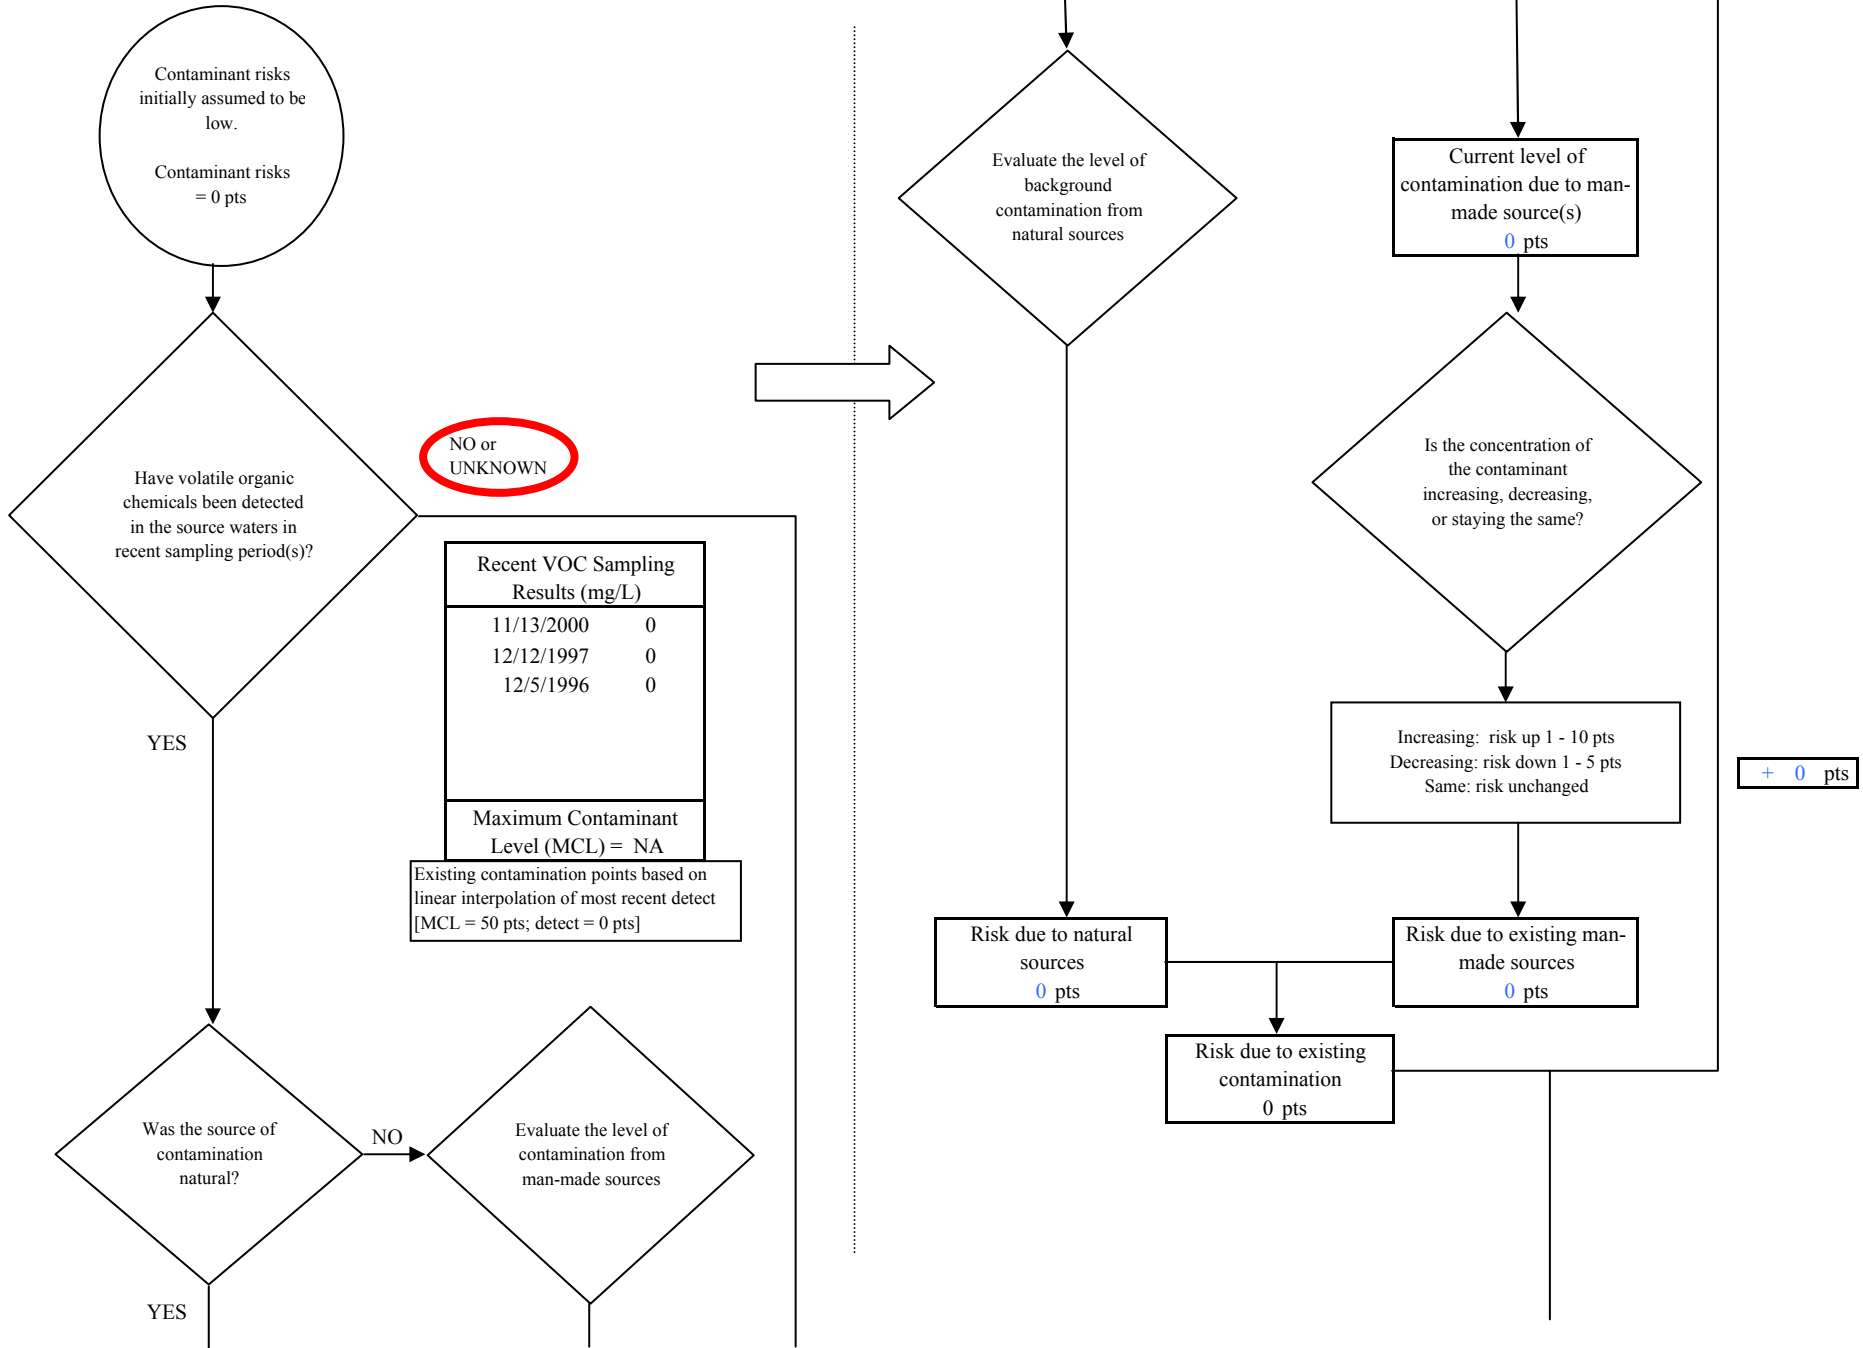 Contaminant risks
initially assumed to be
low.
Contaminant risks
= 0 pts
Have volatile organic
chemicals been detected
in the source waters in
recent sampling period(s)?
NO or
UNKNOWN
Recent VOC Sampling
Results (mg/L)
11/13/2000 0
12/12/1997 0
12/5/1996 0
Maximum Contaminant
Level (MCL) = NA
Existing contamination points based on
linear interpolation of most recent detect
[MCL = 50 pts; detect = 0 pts]
YES
Was the source of
contamination
natural?
NO
Evaluate the level of
contamination from
man-made sources
YES
Evaluate the level of
background
contamination from
natural sources
Current level of
contamination due to man-
made source(s)
0 pts
Is the concentration of
the contaminant
increasing, decreasing,
or staying the same?
Increasing: risk up 1 - 10 pts
Decreasing: risk down 1 - 5 pts
Same: risk unchanged
+ 0 pts
Risk due to natural
sources
0 pts
Risk due to existing man-
made sources
0 pts
Risk due to existing
contamination
0 pts